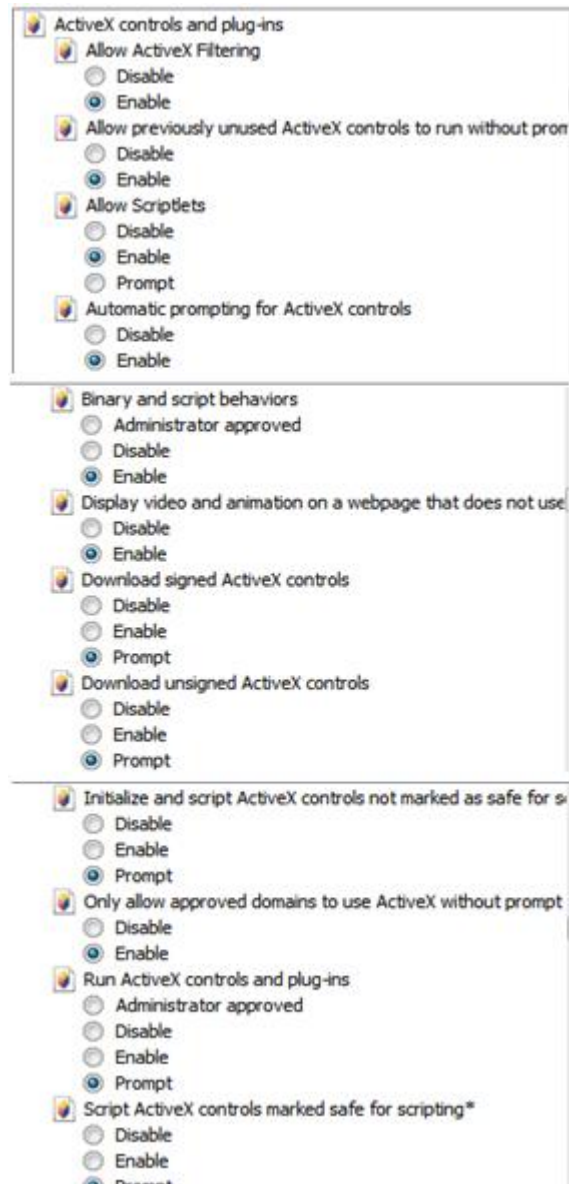 ActiveX controls and plug-ins
Allow ActiveX Filtering
Disable
Enable
Allow previously unused ActiveX controls to run without prom
Disable
Enable
Allow Scriptlets
Disable
Enable
Prompt
Automatic prompting for ActiveX controls
Disable
Enable
Binary and script behaviors
Administrator approved
Disable
Enable
Display video and animation on a webpage that does not use
Disable
Enable
Download signed ActiveX controls
Disable
Enable
Prompt
Download unsigned ActiveX controls
Disable
Enable
Prompt
Initialize and script ActiveX controls not marked as safe for s
Disable
Enable
Prompt
Only allow approved domains to use ActiveX without prompt
Disable
Enable
Run ActiveX controls and plug-ins
Administrator approved
Disable
Enable
Prompt
Script ActiveX controls marked safe for scripting*
Disable
Enable
Prompt